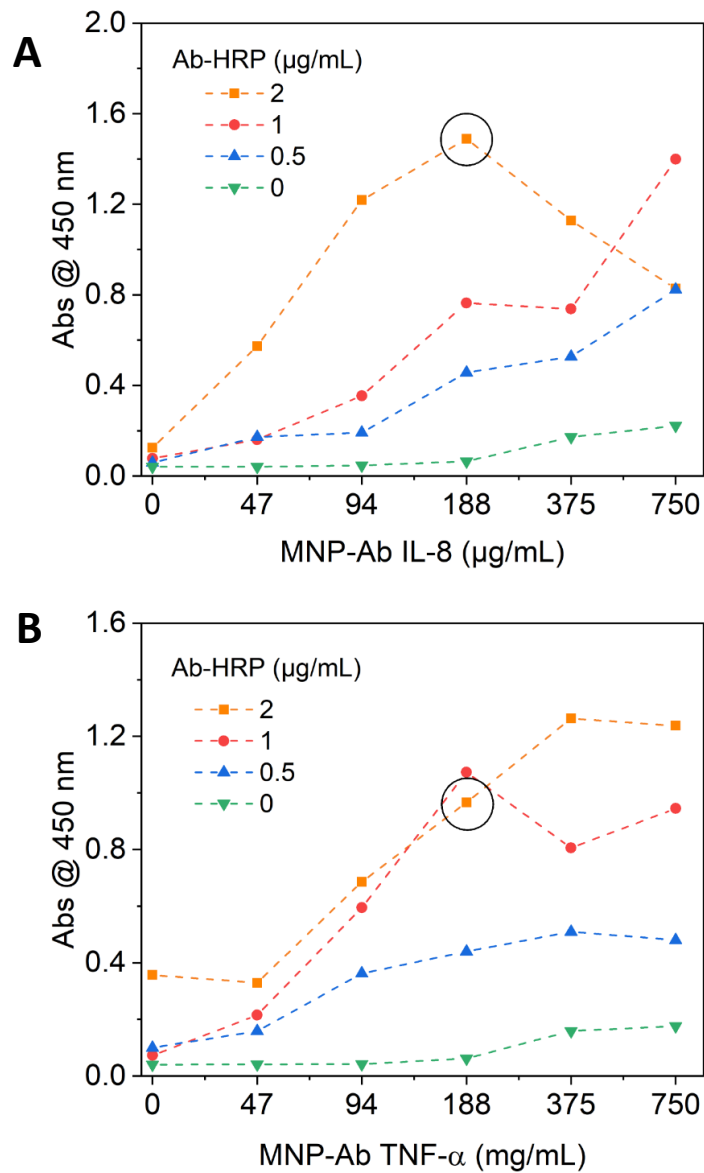 A
2.0
1.6
1.2
0.8
0.4
0.0
Abs @ 450 nm
Ab-HRP (µg/mL)
2
1
0.5
0
0 47 94 188 375 750
MNP-Ab IL-8 (µg/mL)
B
1.6
1.2
0.8
0.4
0.0
Abs @ 450 nm
Ab-HRP (µg/mL)
2
1
0.5
0
0 47 94 188 375 750
MNP-Ab TNF-α (mg/mL)